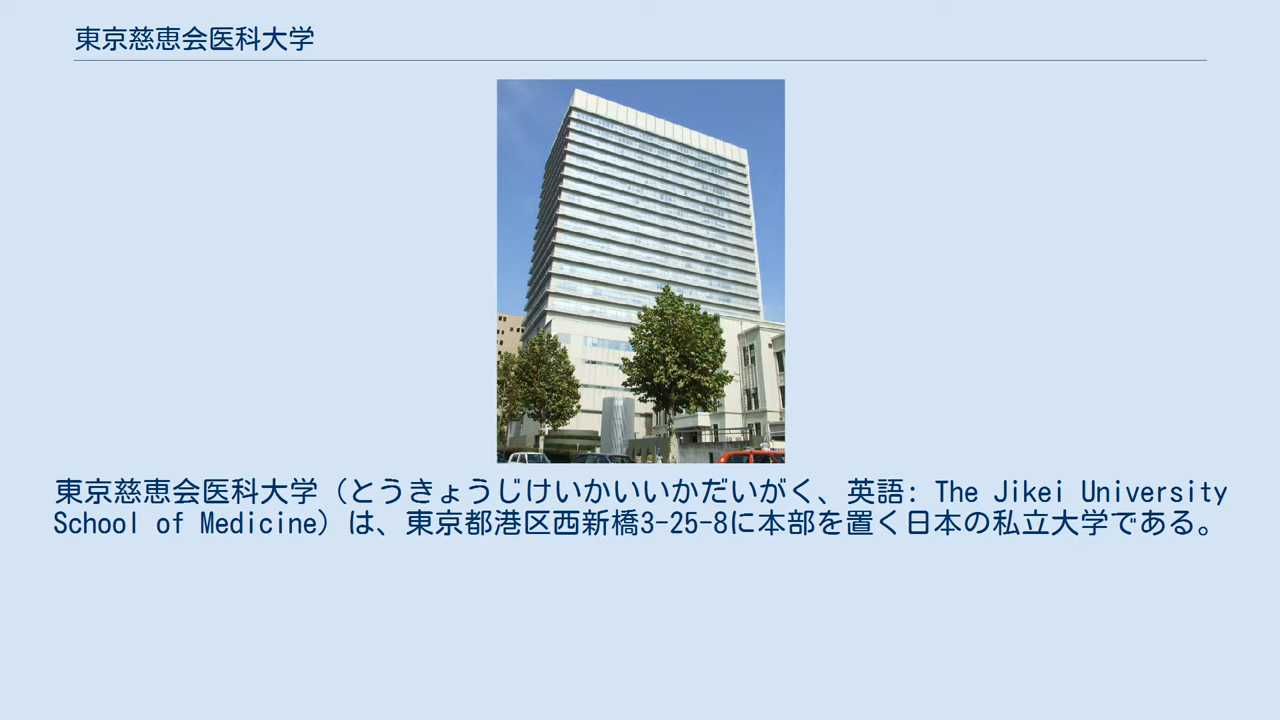 東京慈恵会医科大学
東京慈恵会医科大学（とうきょうじけいかいいかだいがく、英語: The Jikei University
School of Medicine）は、東京都港区西新橋3-25-8に本部を置く日本の私立大学である。